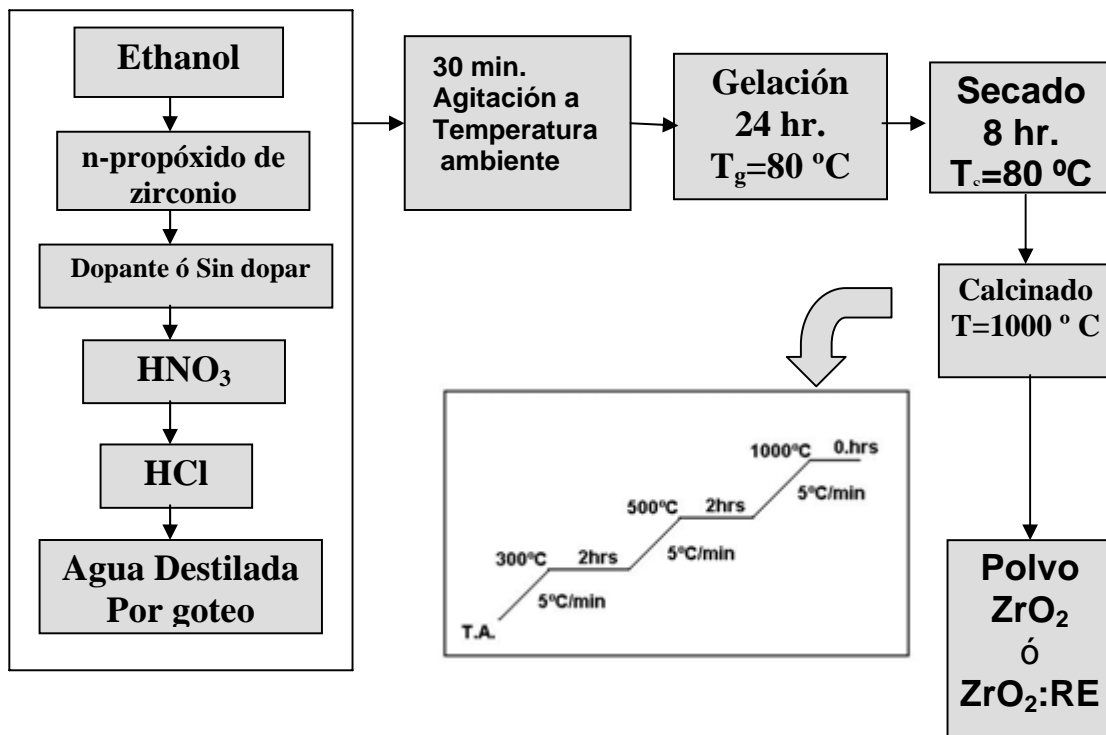 Ethanol
n-propóxido de
zirconio
Dopante ó Sin dopar
HNO₃
HCl
Agua Destilada
Por goteo
30 min.
Agitación a
Temperatura
ambiente
Gelación
24 hr.
Tg=80 ºC
Secado
8 hr.
Tₛ=80 ºC
Calcinado
T=1000 º C
300ºC 2hrs
5ºC/min
T.A.
500ºC 2hrs
5ºC/min
1000ºC 0.hrs
5ºC/min
Polvo
ZrO₂
ó
ZrO₂:RE